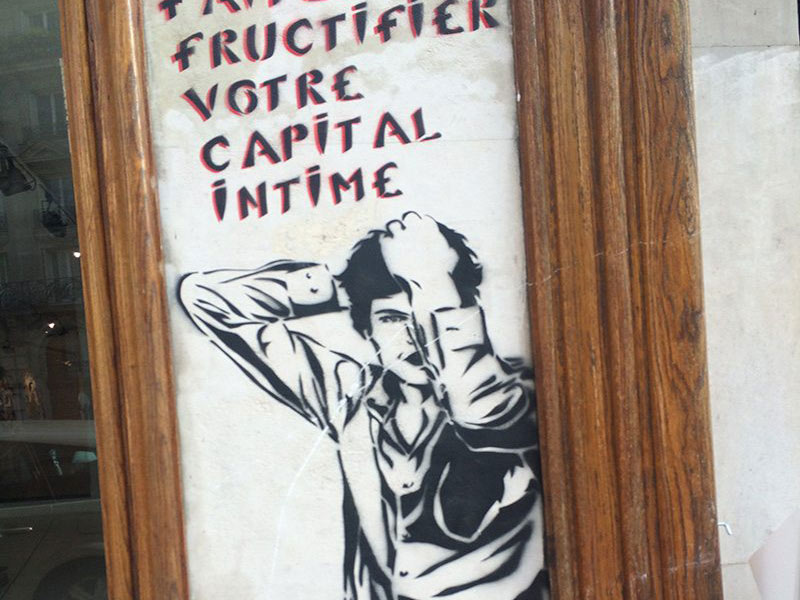 FRUCTIFIER
VOTRE
CAPITAL
INTIME